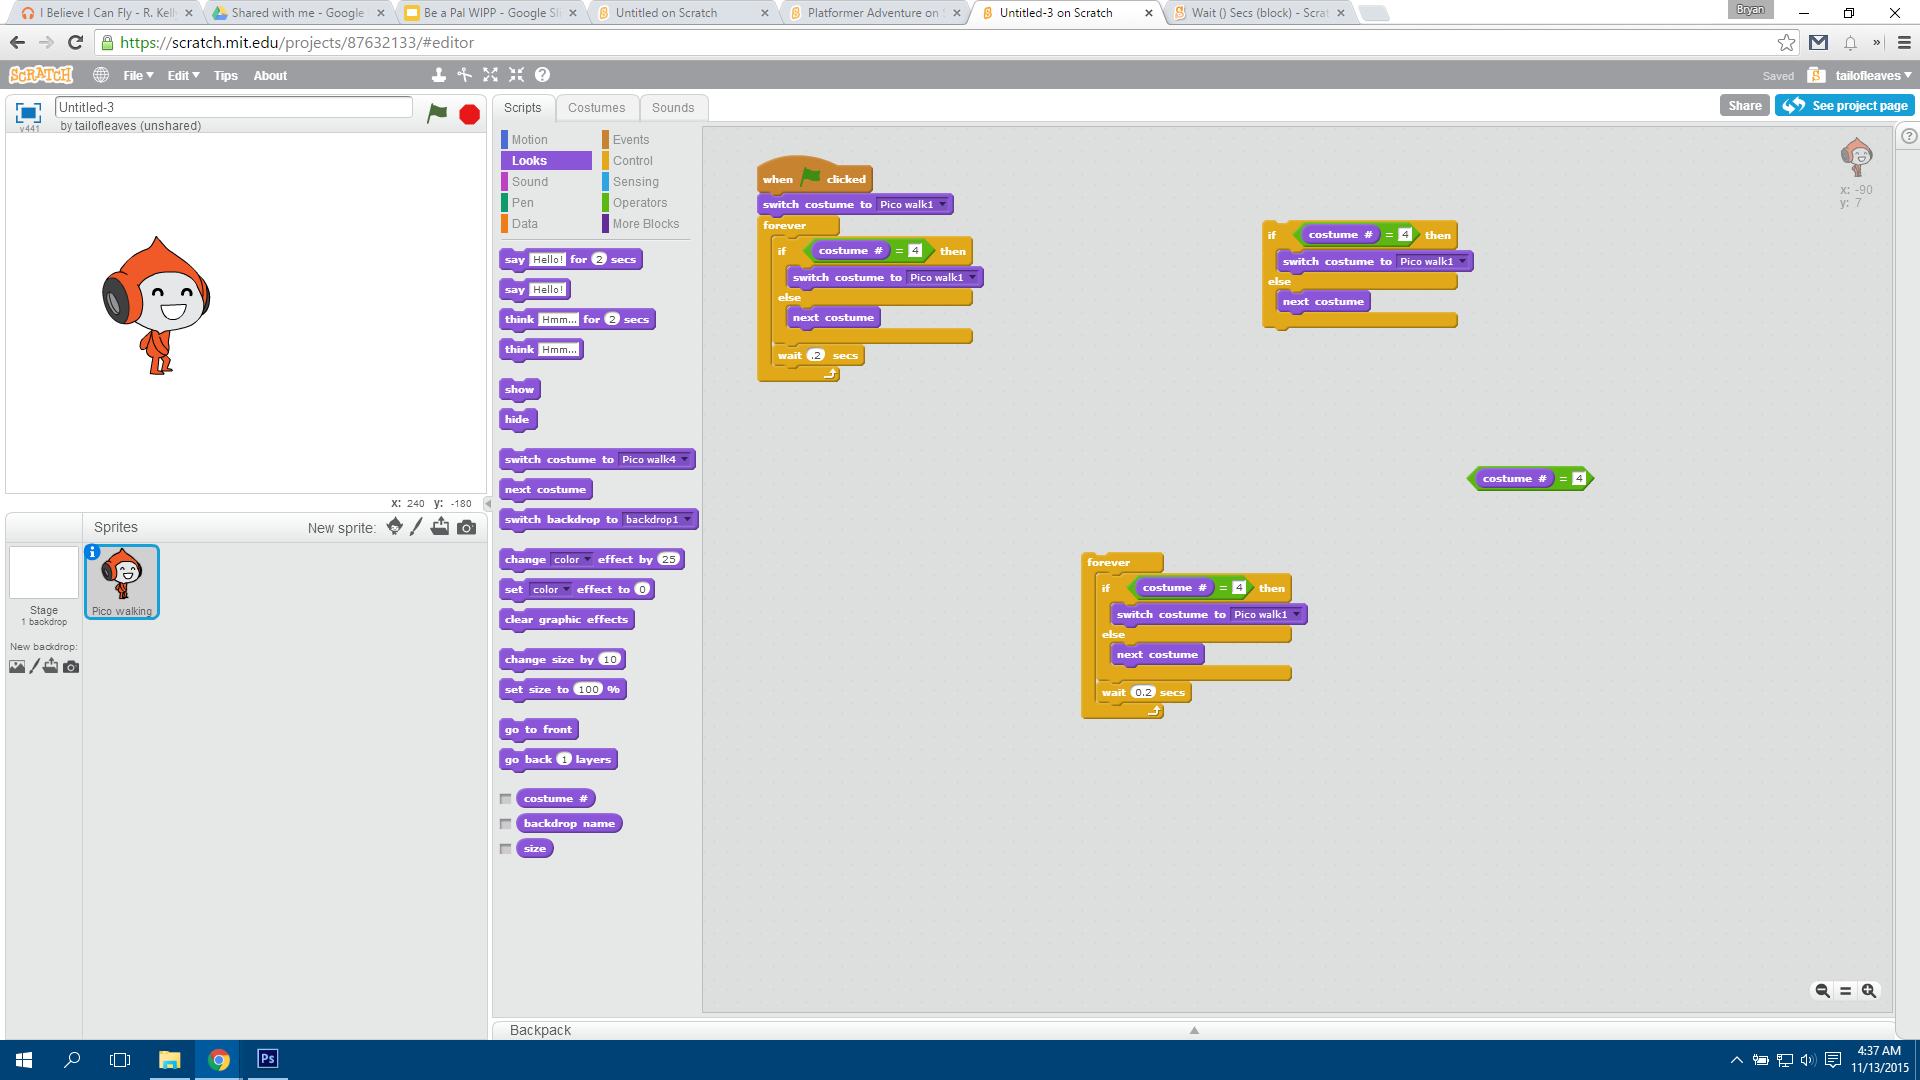 I Believe I Can Fly - R. Kelly
Shared with me - Google
Be a Pal WIPP - Google Sl
Untitled on Scratch
Platformer Adventure on S
Untitled-3 on Scratch
Wait () Secs (block) - Scrat
Bryan
https://scratch.mit.edu/projects/87632133/#editor
SCRATCH
File Edit Tips About
Saved
tailofleaves
v441
Untitled-3
by tailofleaves (unshared)
Scripts Costumes Sounds
Share
See project page
Motion Events
Looks Control
Sound Sensing
Pen Operators
Data More Blocks
say Hello! for 2 secs
say Hello!
think Hmm... for 2 secs
think Hmm...
show
hide
switch costume to Pico walk4
next costume
switch backdrop to backdrop1
change color effect by 25
set color effect to 0
clear graphic effects
change size by 10
set size to 100 %
go to front
go back 1 layers
costume #
backdrop name
size
when clicked
switch costume to Pico walk1
forever
if costume # = 4 then
switch costume to Pico walk1
else
next costume
wait .2 secs
if costume # = 4 then
switch costume to Pico walk1
else
next costume
costume # = 4
forever
if costume # = 4 then
switch costume to Pico walk1
else
next costume
wait 0.2 secs
x: -90
y: 7
x: 240 y: -180
Sprites
New sprite:
Stage
1 backdrop
New backdrop:
Pico walking
Backpack
Ps
4:37 AM
11/13/2015